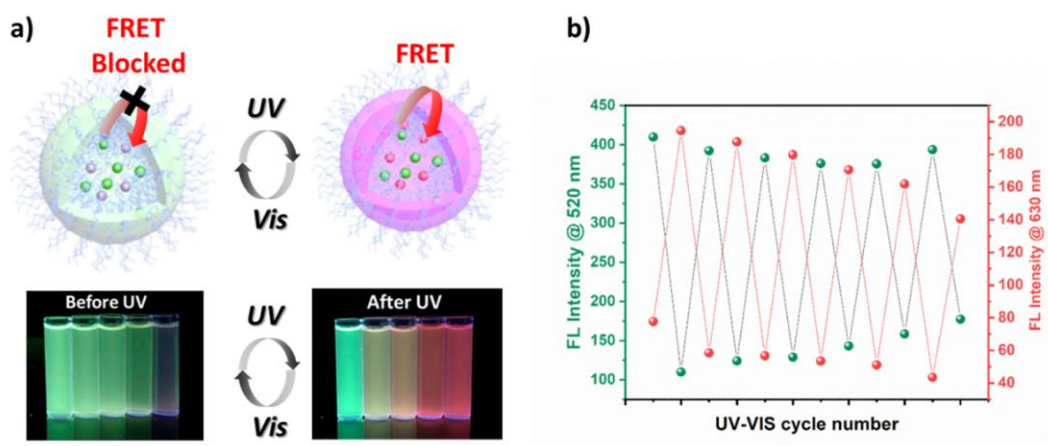 a)
FRET
Blocked
FRET
UV
Vis
Before UV
After UV
UV
Vis
b)
FL Intensity @ 520 nm
450
400
350
300
250
200
150
100
200
180
160
140
120
100
80
60
40
FL Intensity @ 630 nm
UV-VIS cycle number